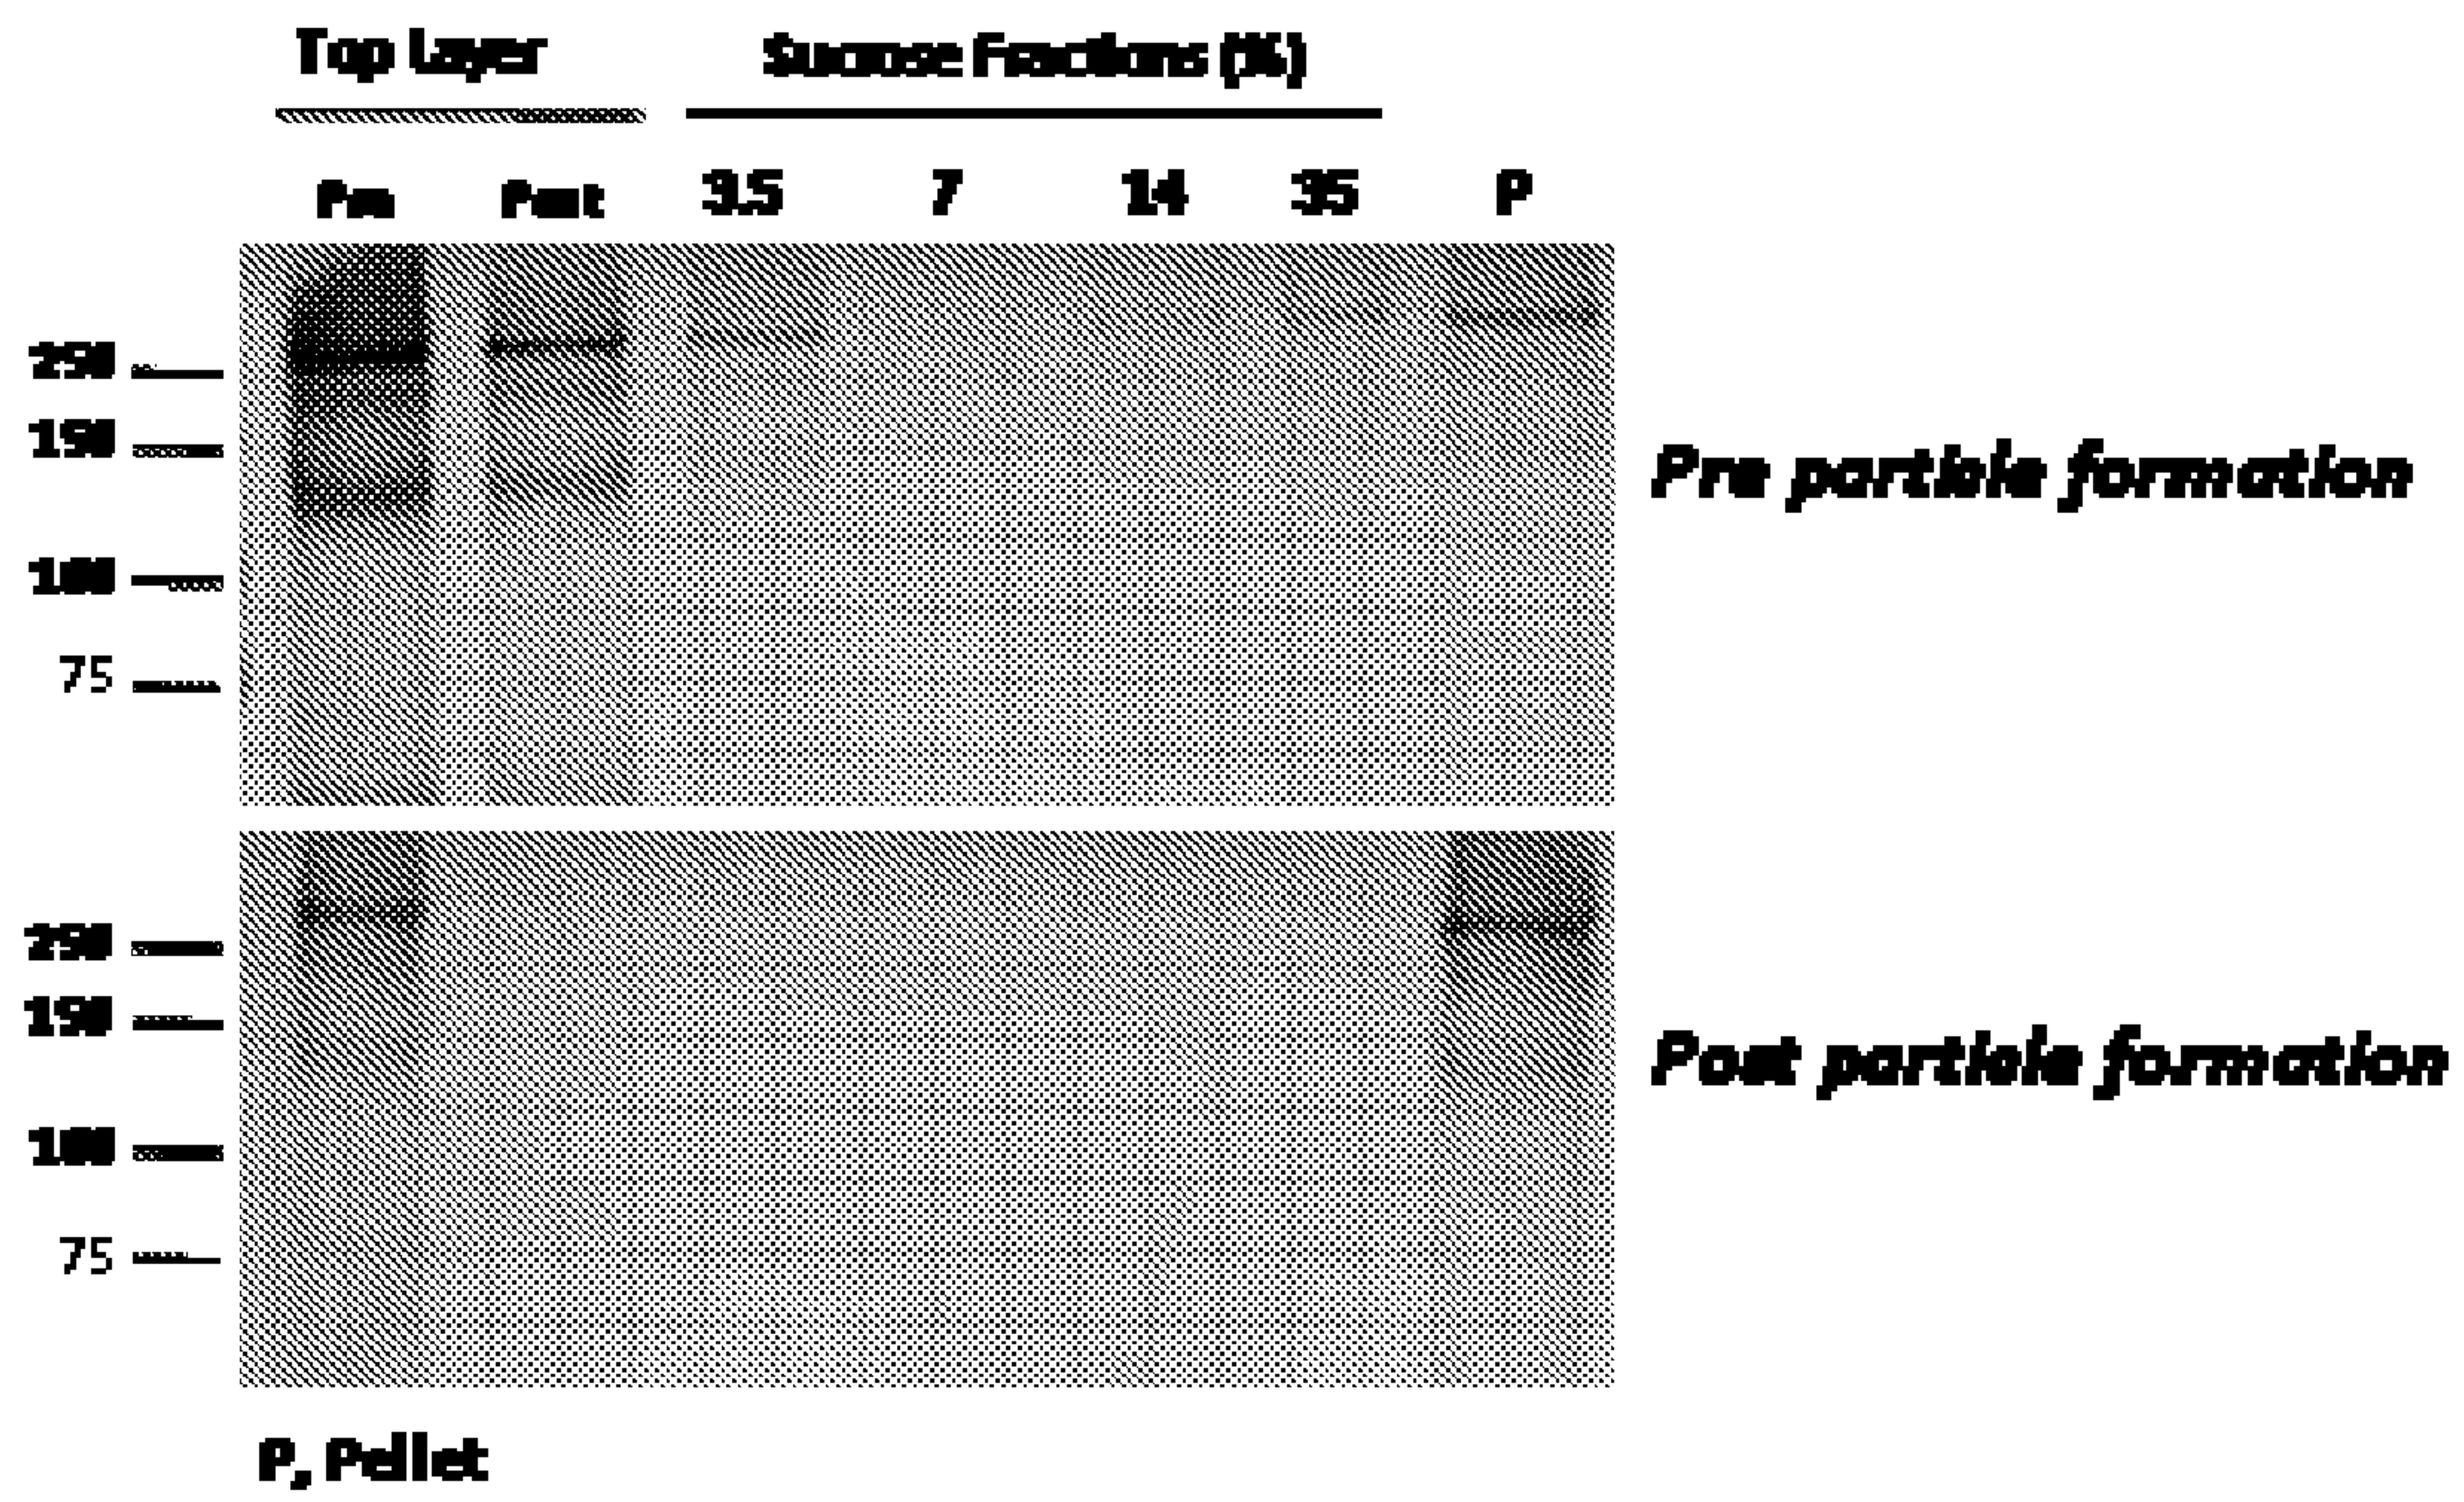 Top Layer Sucrose Fractions (%)
Pre Post 3.5 7 14 35 P
250
150
100
75
Pre particle formation
250
150
100
75
Post particle formation
P, Pellet